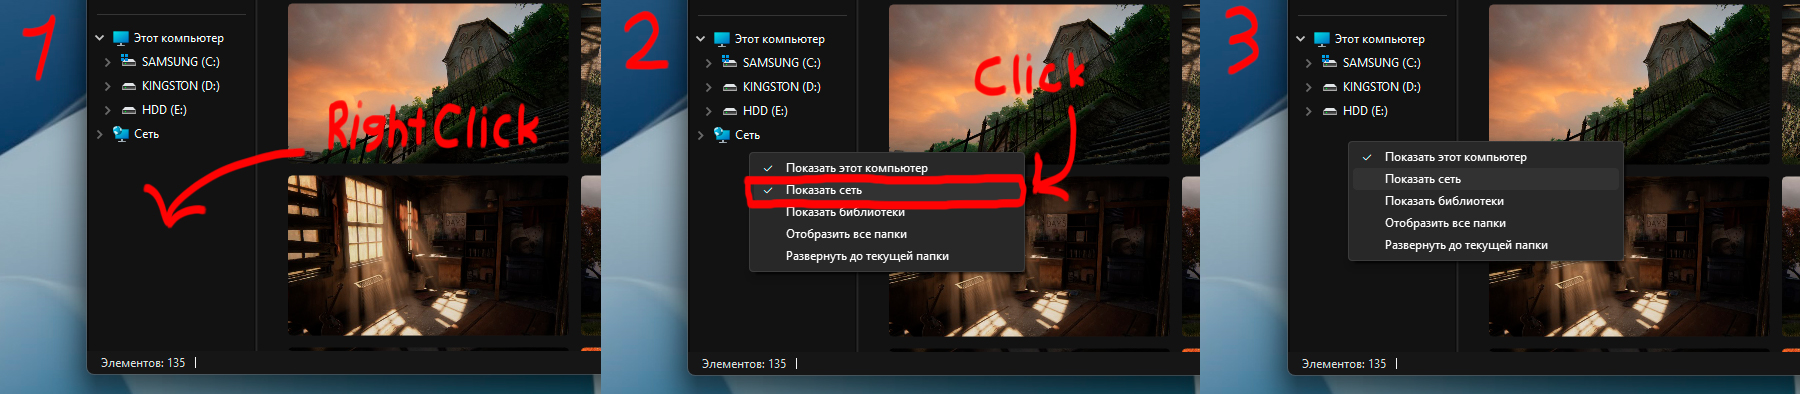 1
Этот компьютер
SAMSUNG (C:)
KINGSTON (D:)
HDD (E:)
Сеть
RightClick
Элементов: 135
2
Этот компьютер
SAMSUNG (C:)
KINGSTON (D:)
HDD (E:)
Сеть
Click
Показать этот компьютер
Показать сеть
Показать библиотеки
Отобразить все папки
Развернуть до текущей папки
Элементов: 135
3
Этот компьютер
SAMSUNG (C:)
KINGSTON (D:)
HDD (E:)
Показать этот компьютер
Показать сеть
Показать библиотеки
Отобразить все папки
Развернуть до текущей папки
Элементов: 135